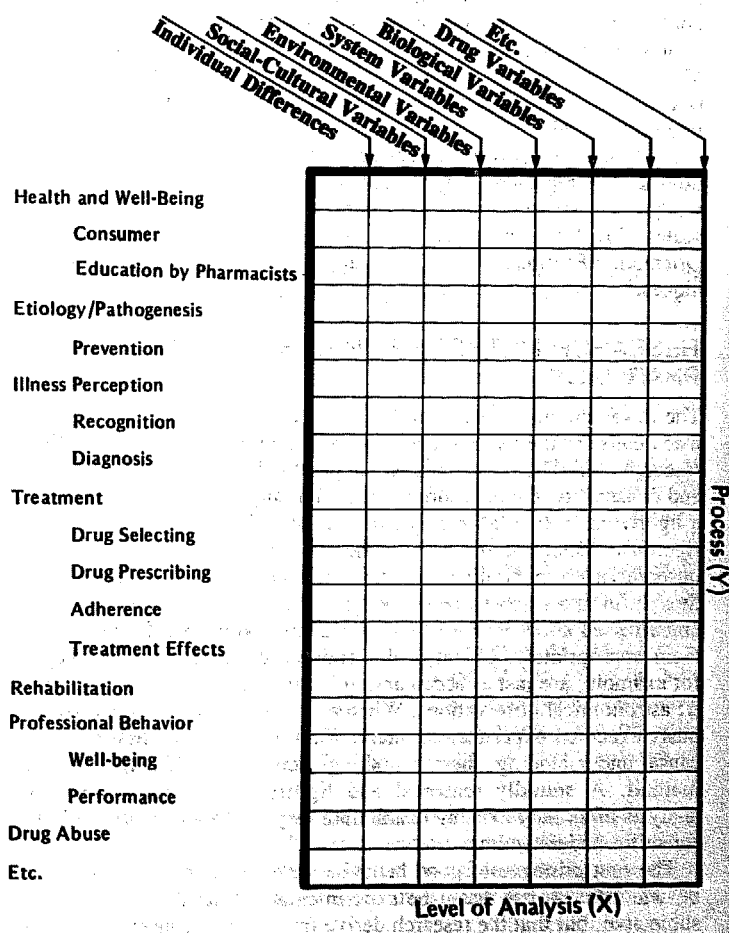 Individual Differences
Social-Cultural Variables
Environmental Variables
System Variables
Biological Variables
Drug Variables
Etc.
Health and Well-Being
Consumer
Education by Pharmacists
Etiology/Pathogenesis
Prevention
Illness Perception
Recognition
Diagnosis
Treatment
Drug Selecting
Drug Prescribing
Adherence
Treatment Effects
Rehabilitation
Professional Behavior
Well-being
Performance
Drug Abuse
Etc.
Process (Y)
Level of Analysis (X)